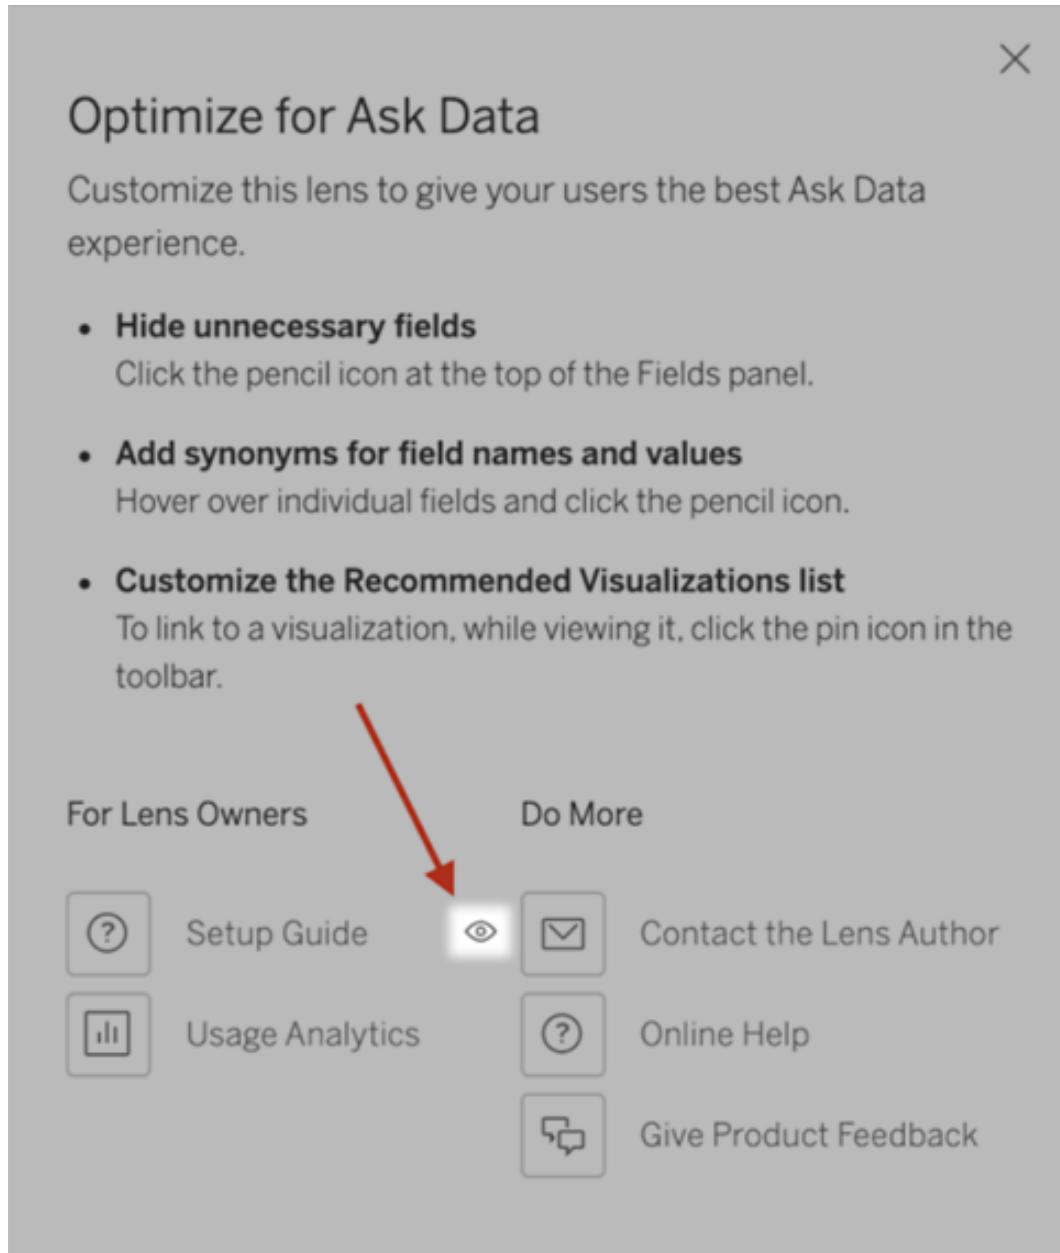 Optimize for Ask Data
Customize this lens to give your users the best Ask Data
experience.
• Hide unnecessary fields
Click the pencil icon at the top of the Fields panel.
• Add synonyms for field names and values
Hover over individual fields and click the pencil icon.
• Customize the Recommended Visualizations list
To link to a visualization, while viewing it, click the pin icon in the
toolbar.
For Lens Owners
Setup Guide
Usage Analytics
Do More
Contact the Lens Author
Online Help
Give Product Feedback